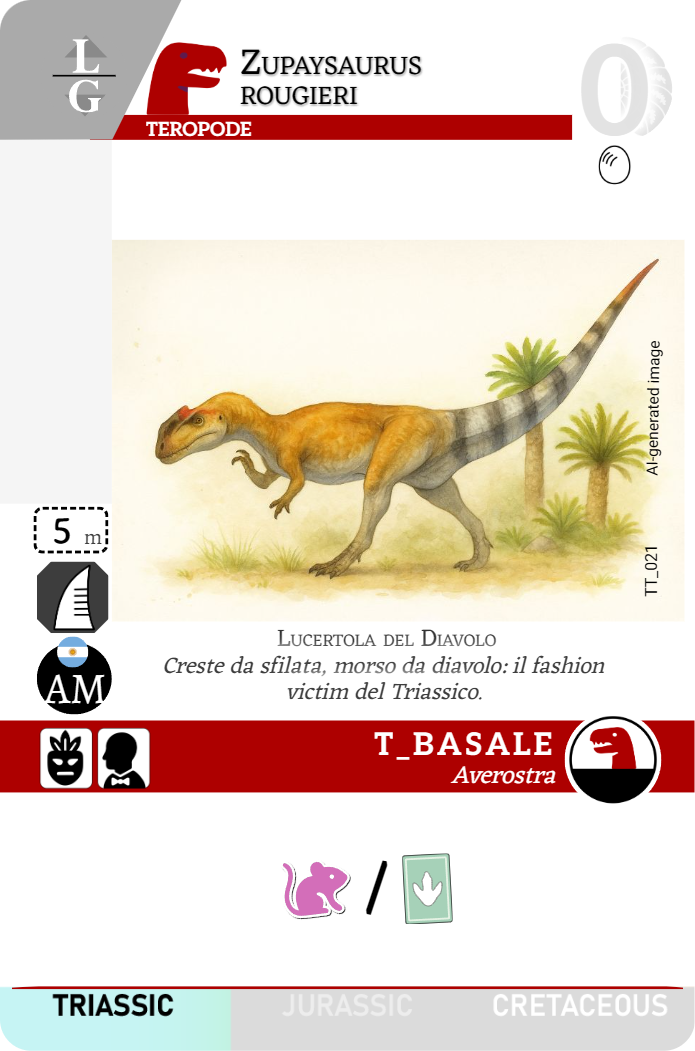 L
G
ZUPAYSAURUS
ROUGIERI
TEROPODE
0
AI-generated image
5 m
TT_021
AM
LUCERTOLA DEL DIAVOLO
Creste da sfilata, morso da diavolo: il fashion
victim del Triassico.
T_BASALE
Averostra
/
TRIASSIC JURASSIC CRETACEOUS